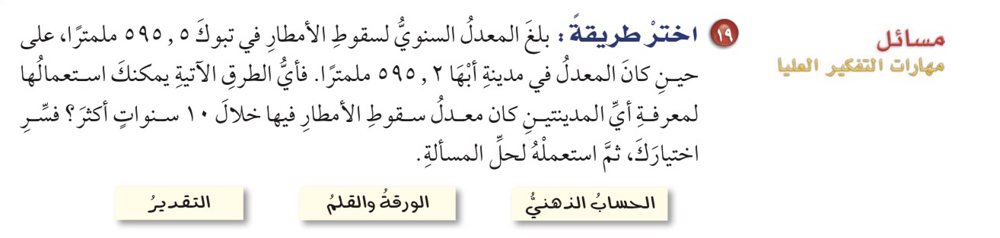 مسائل
مهارات التفكير العليا
١٩ اخترْ طريقةً : بلغَ المعدلُ السنويُّ لسقوطِ الأمطارِ في تبوكَ ٥٩٥,٥ ملمترًا، على
حينِ كانَ المعدلُ في مدينةِ أبْهَا ٥٩٥,٢ ملمترًا. فأيُّ الطرقِ الآتيةِ يمكنكَ استعمالُها
لمعرفةِ أيِّ المدينتينِ كان معدلُ سقوطِ الأمطارِ فيها خلالَ ١٠ سنواتٍ أكثرَ؟ فسِّرِ
اختيارَكَ، ثمَّ استعملْهُ لحلِّ المسألةِ.
الحسابُ الذهنيُّ
الورقةُ والقلمُ
التقديرُ